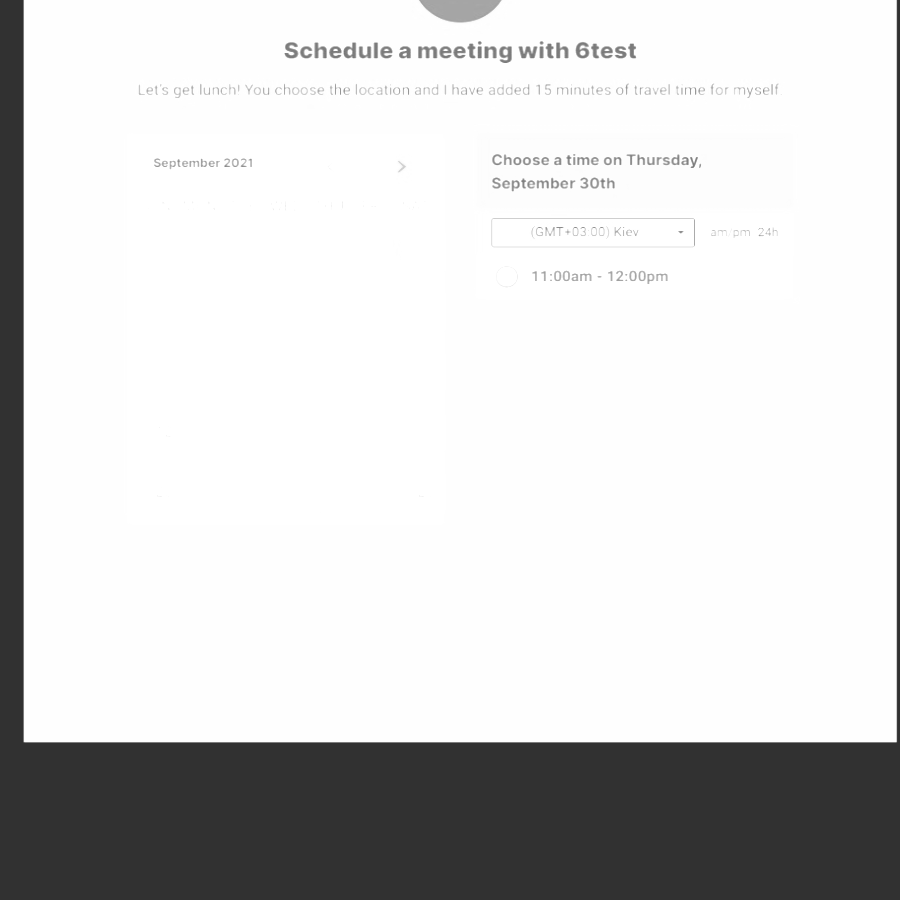 Schedule a meeting with 6test
Let's get lunch! You choose the location and I have added 15 minutes of travel time for myself
September 2021
Choose a time on Thursday,
September 30th
(GMT+03:00) Kiev
am/pm 24h
11:00am - 12:00pm